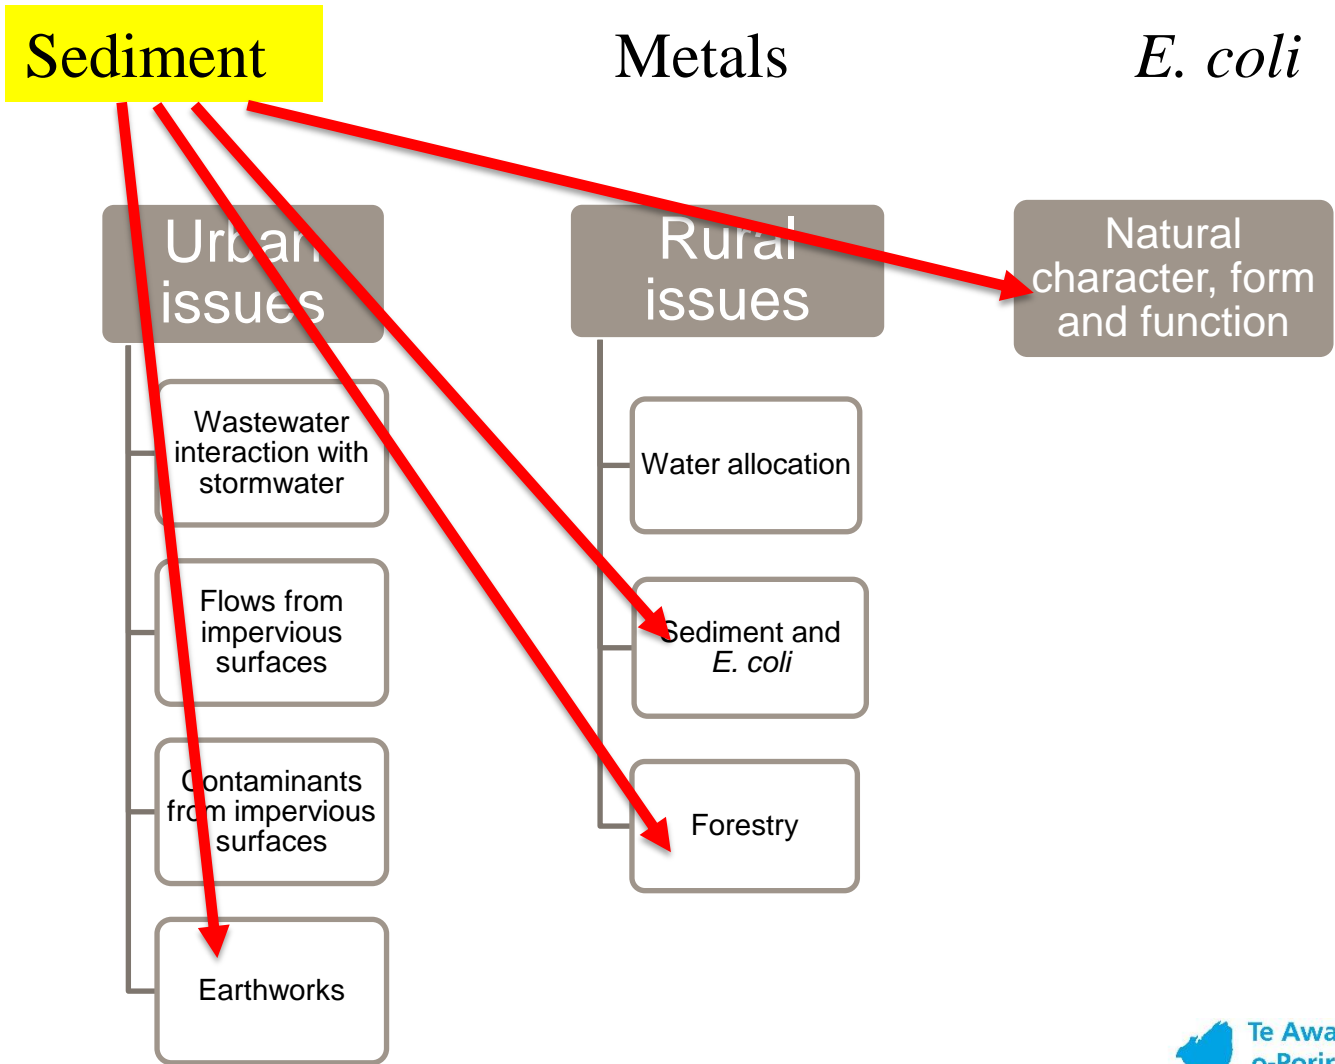 Sediment
Metals
E. coli
Urban
issues
Wastewater
interaction with
stormwater
Flows from
impervious
surfaces
Contaminants
from impervious
surfaces
Earthworks
Rural
issues
Water allocation
Sediment and
E. coli
Forestry
Natural
character, form
and function
Te Awa